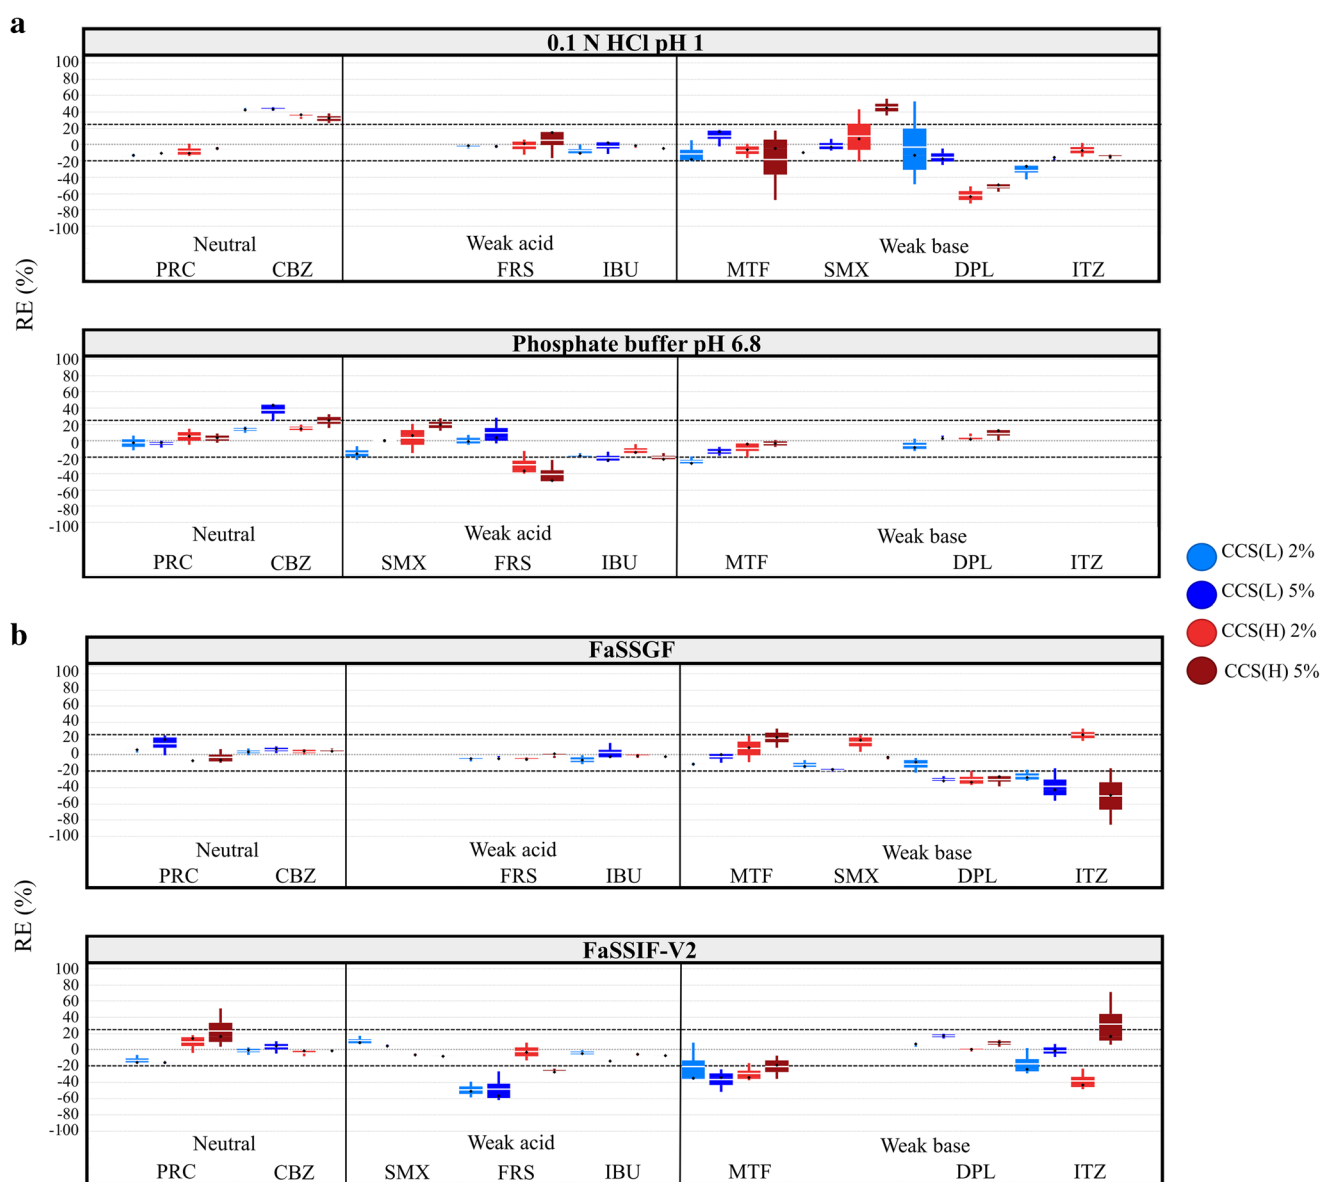 a
0.1 N HCl pH 1
100
80
60
40
20
0
-20
-40
-60
-80
-100
Neutral Weak acid Weak base
PRC CBZ FRS IBU MTF SMX DPL ITZ
RE (%)
Phosphate buffer pH 6.8
100
80
60
40
20
0
-20
-40
-60
-80
-100
Neutral Weak acid Weak base
PRC CBZ SMX FRS IBU MTF DPL ITZ
CCS(L) 2%
CCS(L) 5%
CCS(H) 2%
CCS(H) 5%
b
FaSSGF
100
80
60
40
20
0
-20
-40
-60
-80
-100
Neutral Weak acid Weak base
PRC CBZ FRS IBU MTF SMX DPL ITZ
RE (%)
FaSSIF-V2
100
80
60
40
20
0
-20
-40
-60
-80
-100
Neutral Weak acid Weak base
PRC CBZ SMX FRS IBU MTF DPL ITZ